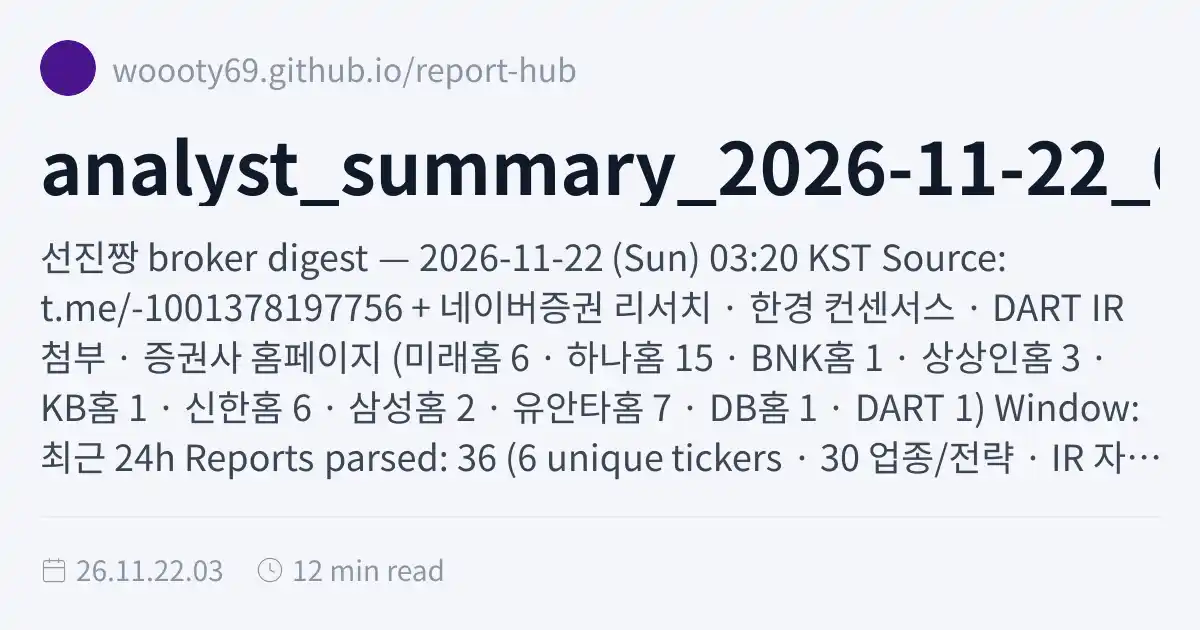 woooty69.github.io/report-hub
analyst_summary_2026-11-22_
선진짱 broker digest — 2026-11-22 (Sun) 03:20 KST Source:
t.me/-1001378197756 + 네이버증권 리서치 · 한경 컨센서스 · DART IR
첨부 · 증권사 홈페이지 (미래홈 6 · 하나홈 15 · BNK홈 1 · 상상인홈 3 ·
KB홈 1 · 신한홈 6 · 삼성홈 2 · 유안타홈 7 · DB홈 1 · DART 1) Window:
최근 24h Reports parsed: 36 (6 unique tickers · 30 업종/전략 · IR 자…
26.11.22.03
12 min read